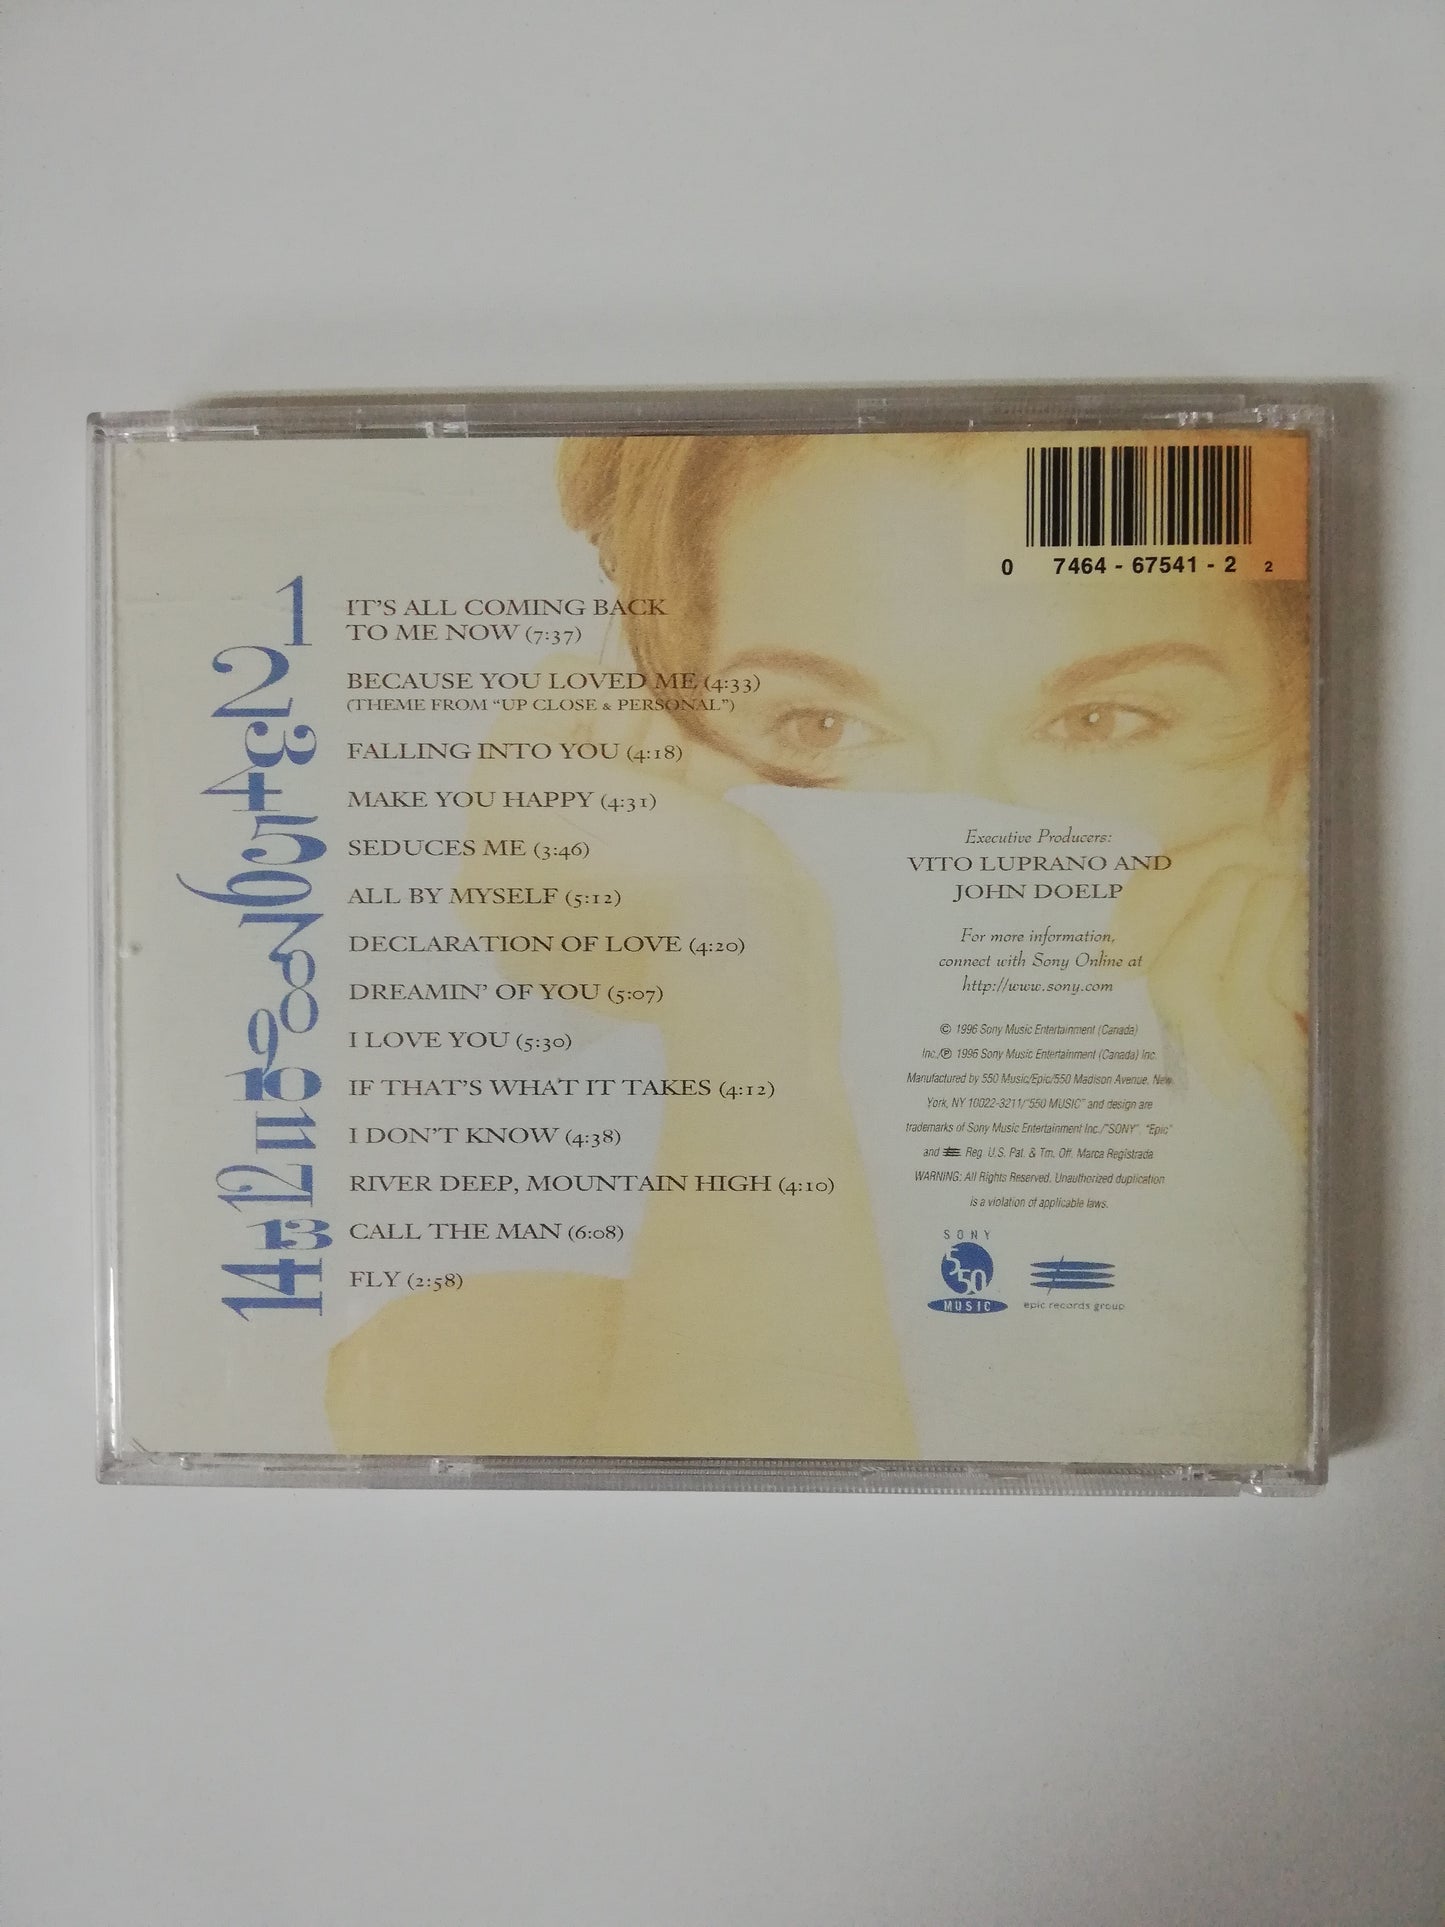 0 7464 - 67541 - 2 2
1 IT'S ALL COMING BACK
TO ME NOW (7:37)
2 BECAUSE YOU LOVED ME (4:33)
(THEME FROM "UP CLOSE & PERSONAL")
3 FALLING INTO YOU (4:18)
4 MAKE YOU HAPPY (4:31)
5 SEDUCES ME (3:46)
6 ALL BY MYSELF (5:12)
7 DECLARATION OF LOVE (4:20)
8 DREAMIN' OF YOU (5:07)
9 I LOVE YOU (5:30)
10 IF THAT'S WHAT IT TAKES (4:12)
11 I DON'T KNOW (4:38)
12 RIVER DEEP, MOUNTAIN HIGH (4:10)
13 CALL THE MAN (6:08)
14 FLY (2:58)
Executive Producers:
VITO LUPRANO AND
JOHN DOELP
For more information,
connect with Sony Online at
http://www.sony.com
© 1996 Sony Music Entertainment (Canada)
Inc./℗ 1996 Sony Music Entertainment (Canada) Inc.
Manufactured by 550 Music/Epic/550 Madison Avenue, New
York, NY 10022-3211/"550 MUSIC" and design are
trademarks of Sony Music Entertainment Inc./"SONY", "Epic"
and Reg. U.S. Pat. & Tm. Off. Marca Registrada
WARNING: All Rights Reserved. Unauthorized duplication
is a violation of applicable laws.
SONY
550
MUSIC
epic records group